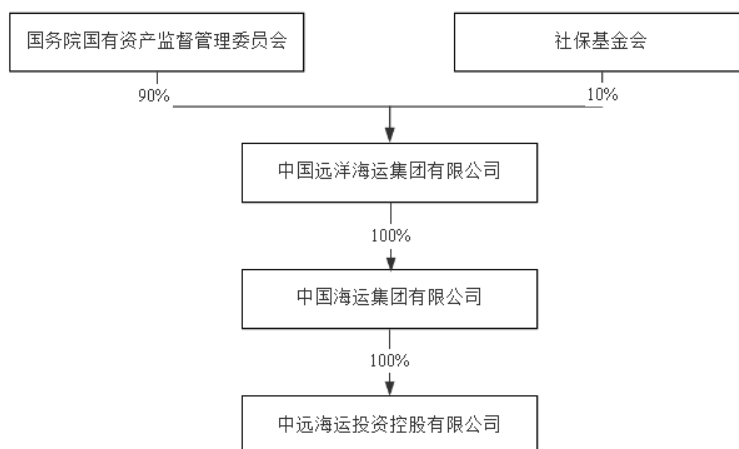 国务院国有资产监督管理委员会
社保基金会
90%
10%
中国远洋海运集团有限公司
100%
中国海运集团有限公司
100%
中远海运投资控股有限公司